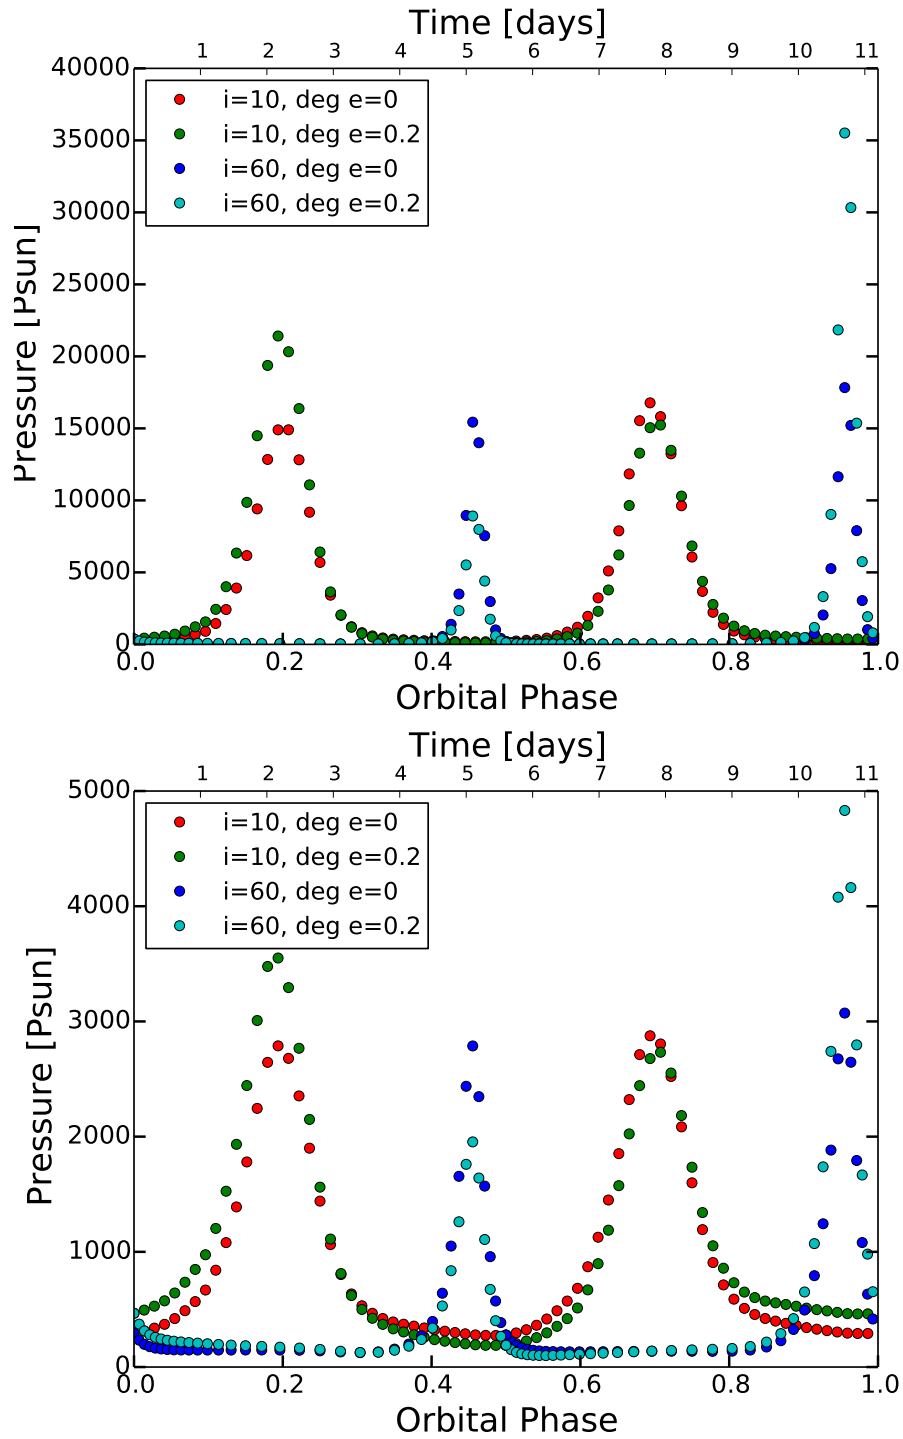 Time [days]
1 2 3 4 5 6 7 8 9 10 11
40000
35000
30000
25000
20000
15000
10000
5000
0
Pressure [Psun]
i=10, deg e=0
i=10, deg e=0.2
i=60, deg e=0
i=60, deg e=0.2
0.0 0.2 0.4 0.6 0.8 1.0
Orbital Phase
Time [days]
1 2 3 4 5 6 7 8 9 10 11
5000
4000
3000
2000
1000
0
Pressure [Psun]
i=10, deg e=0
i=10, deg e=0.2
i=60, deg e=0
i=60, deg e=0.2
0.0 0.2 0.4 0.6 0.8 1.0
Orbital Phase